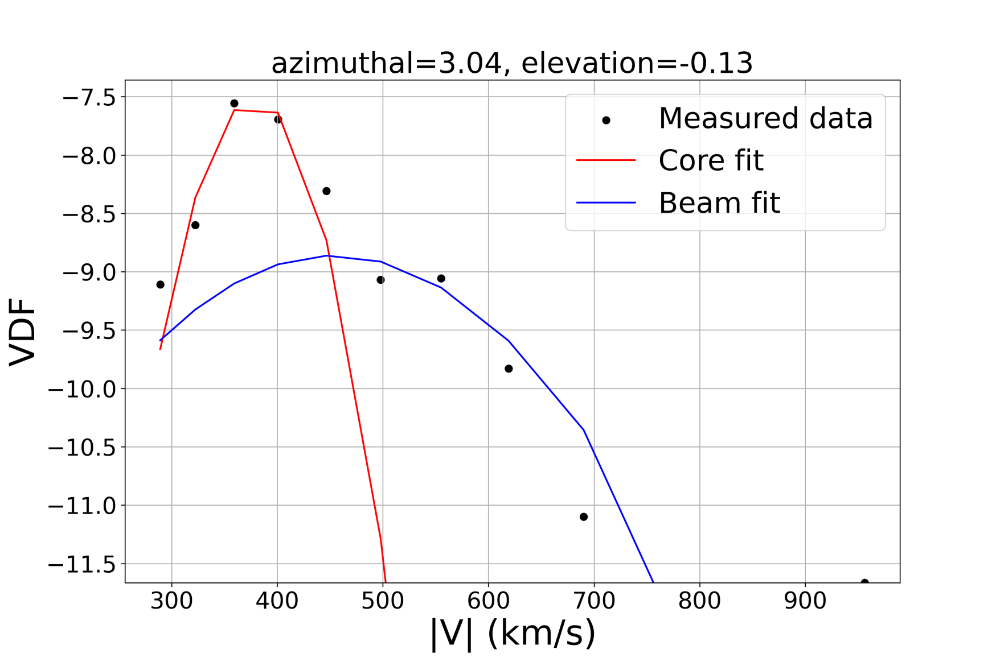 azimuthal=3.04, elevation=-0.13
Measured data
Core fit
Beam fit
VDF
−7.5
−8.0
−8.5
−9.0
−9.5
−10.0
−10.5
−11.0
−11.5
300 400 500 600 700 800 900
|V| (km/s)